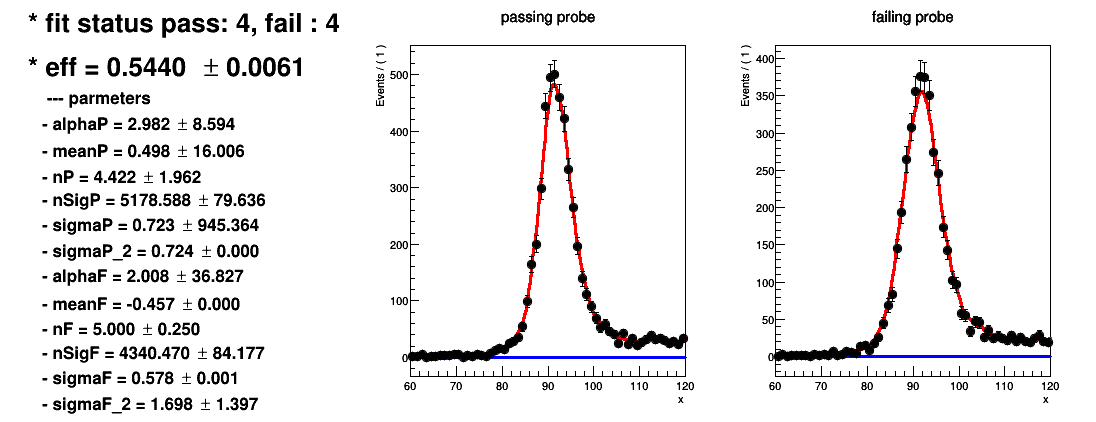 * fit status pass: 4, fail : 4
* eff = 0.5440 ± 0.0061
--- parmeters
- alphaP = 2.982 ± 8.594
- meanP = 0.498 ± 16.006
- nP = 4.422 ± 1.962
- nSigP = 5178.588 ± 79.636
- sigmaP = 0.723 ± 945.364
- sigmaP_2 = 0.724 ± 0.000
- alphaF = 2.008 ± 36.827
- meanF = -0.457 ± 0.000
- nF = 5.000 ± 0.250
- nSigF = 4340.470 ± 84.177
- sigmaF = 0.578 ± 0.001
- sigmaF_2 = 1.698 ± 1.397
passing probe
Events / ( 1 )
500
400
300
200
100
0
60 70 80 90 100 110 120
x
failing probe
Events / ( 1 )
400
350
300
250
200
150
100
50
0
60 70 80 90 100 110 120
x